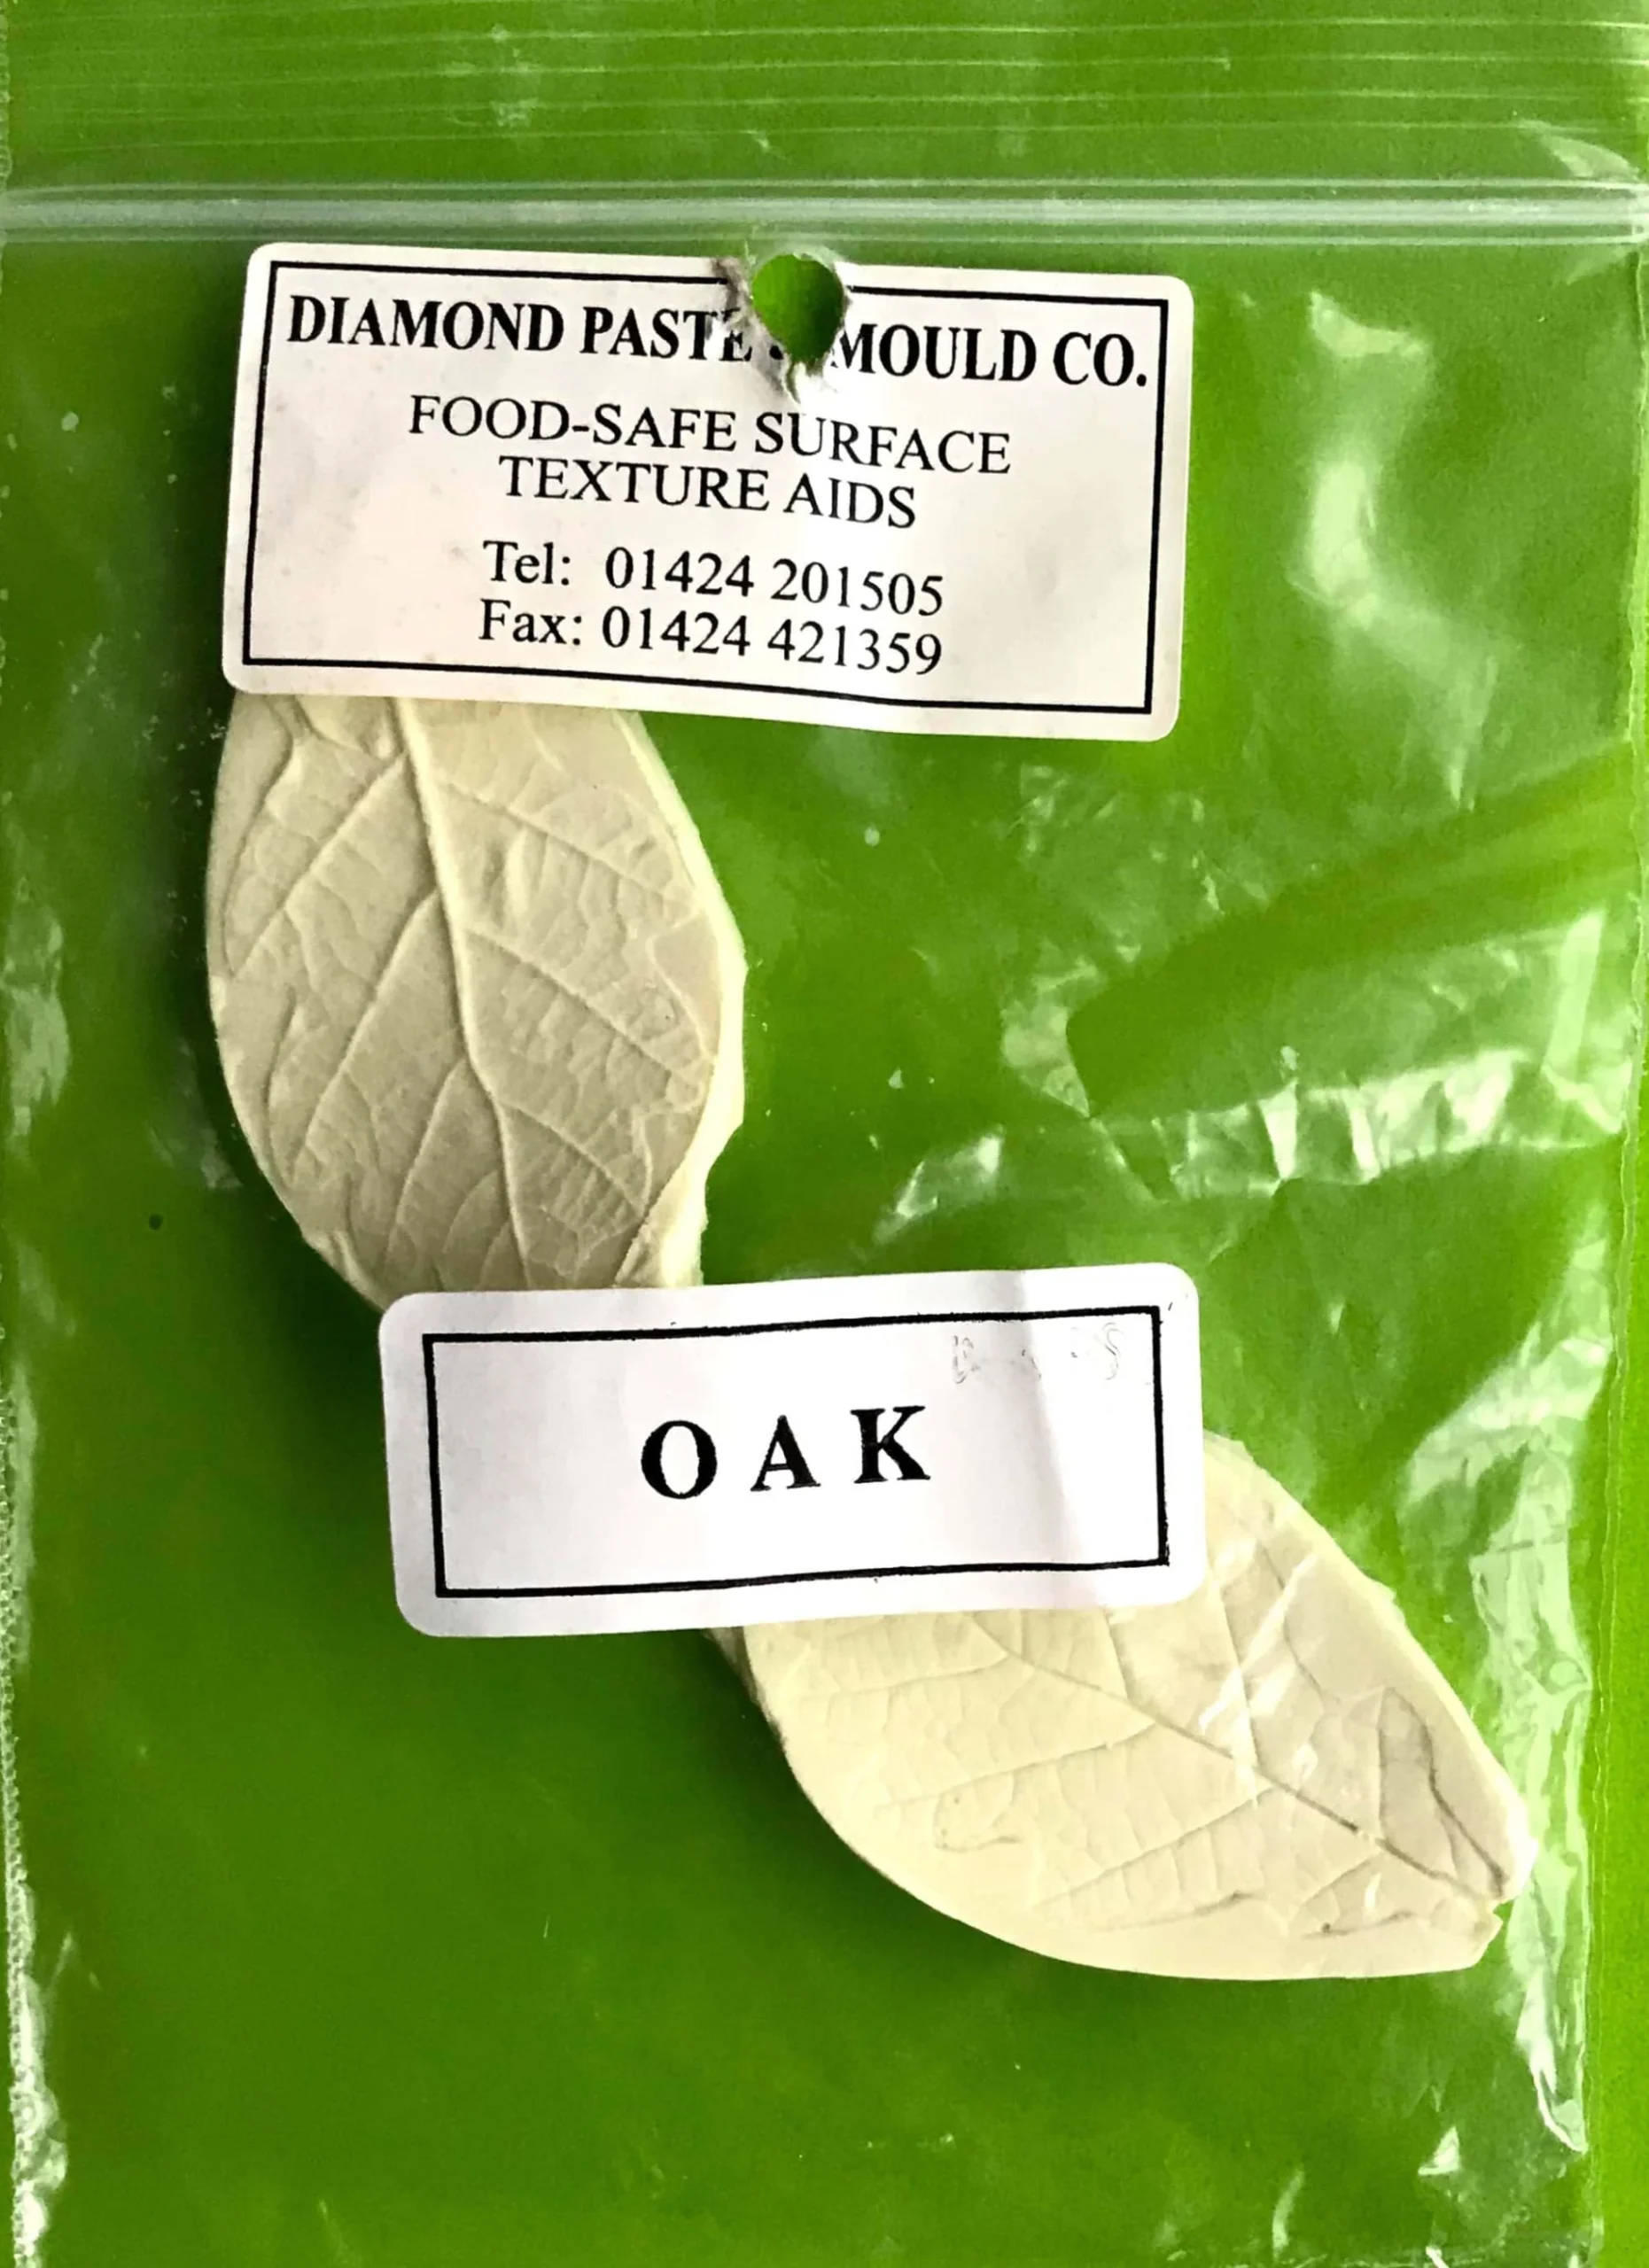 DIAMOND PASTE & MOULD CO.
FOOD-SAFE SURFACE
TEXTURE AIDS
Tel: 01424 201505
Fax: 01424 421359
OAK